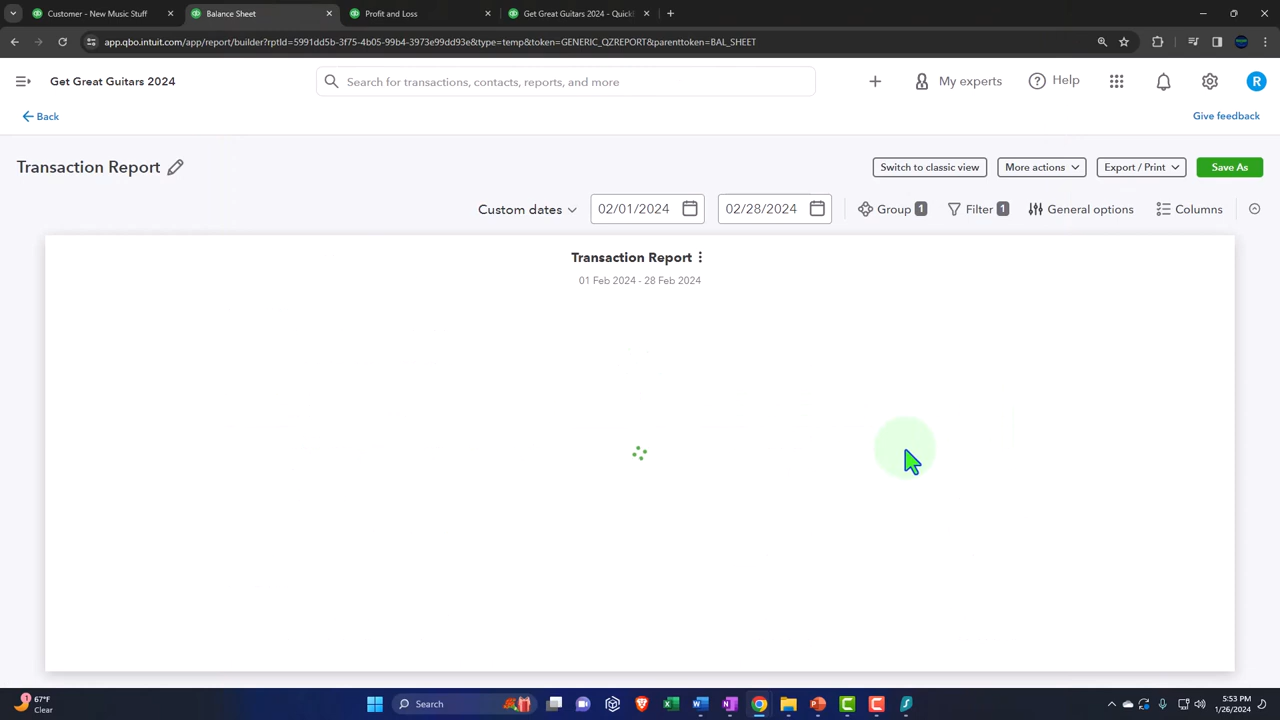 Customer - New Music Stuff
Balance Sheet
Profit and Loss
Get Great Guitars 2024 - Quick
app.qbo.intuit.com/app/report/builder?rptId=5991dd5b-3f75-4b05-99b4-3973e99dd93e&type=temp&token=GENERIC_QZREPORT&parenttoken=BAL_SHEET
Get Great Guitars 2024
Search for transactions, contacts, reports, and more
My experts
Help
R
Back
Give feedback
Transaction Report
Switch to classic view
More actions
Export / Print
Save As
Custom dates
02/01/2024
02/28/2024
Group 1
Filter 1
General options
Columns
Transaction Report
01 Feb 2024 - 28 Feb 2024
67°F
Clear
Search
5:53 PM
1/26/2024